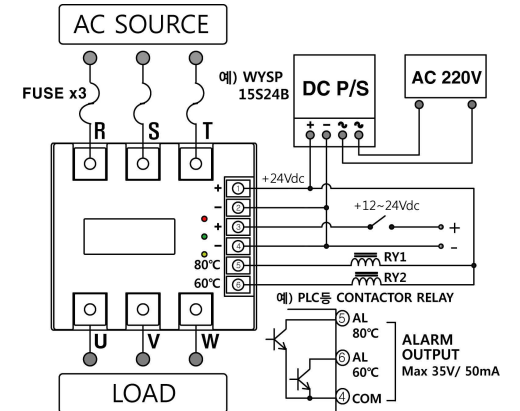 AC SOURCE
FUSE x3
R S T
예) WYSP
15S24B
DC P/S
+ - ~ ~
AC 220V
+24Vdc
+12~24Vdc
+ ①
- ②
+ ③
- ④
80℃ ⑤
60℃ ⑥
+
-
RY1
RY2
예) PLC등 CONTACTOR RELAY
U V W
LOAD
⑤ AL
80℃
⑥ AL
60℃
④ COM
ALARM
OUTPUT
Max 35V/ 50mA